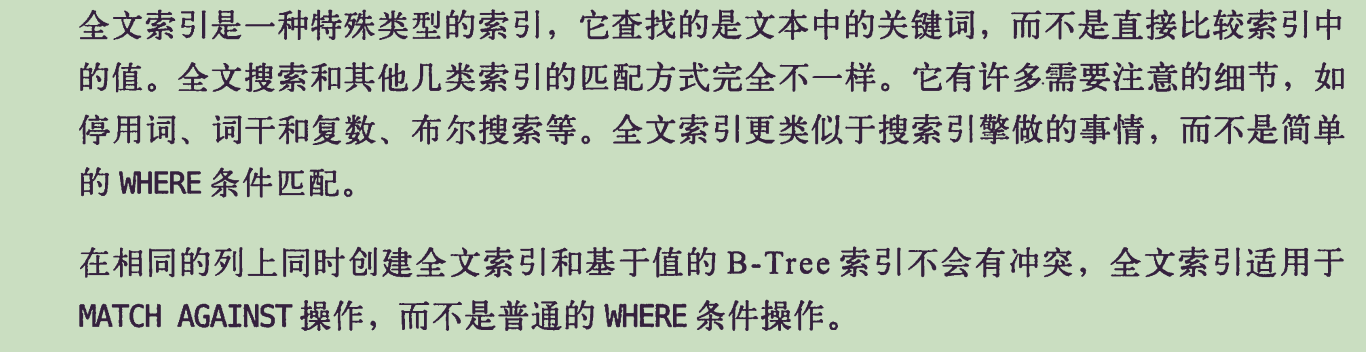 全文索引是一种特殊类型的索引，它查找的是文本中的关键词，而不是直接比较索引中
的值。全文搜索和其他几类索引的匹配方式完全不一样。它有许多需要注意的细节，如
停用词、词干和复数、布尔搜索等。全文索引更类似于搜索引擎做的事情，而不是简单
的 WHERE 条件匹配。
在相同的列上同时创建全文索引和基于值的 B-Tree 索引不会有冲突，全文索引适用于
MATCH AGAINST 操作，而不是普通的 WHERE 条件操作。